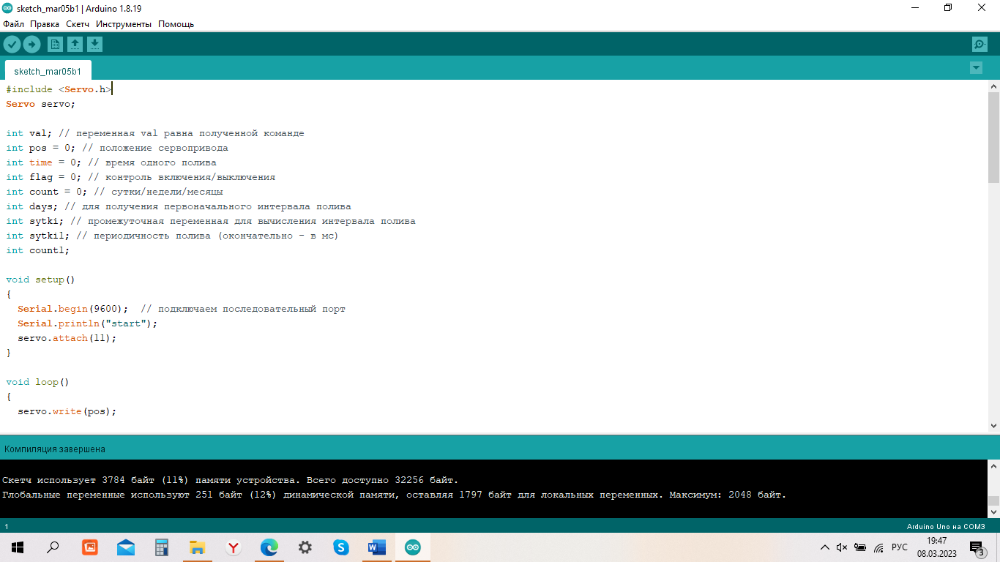 sketch_mar05b1 | Arduino 1.8.19
Файл Правка Скетч Инструменты Помощь
sketch_mar05b1
#include <Servo.h>
Servo servo;
int val; // переменная val равна полученной команде
int pos = 0; // положение сервопривода
int time = 0; // время одного полива
int flag = 0; // контроль включения/выключения
int count = 0; // сутки/недели/месяцы
int days; // для получения первоначального интервала полива
int sytki; // промежуточная переменная для вычисления интервала полива
int sytki1; // периодичность полива (окончательно - в мс)
int count1;
void setup()
{
  Serial.begin(9600);  // подключаем последовательный порт
  Serial.println("start");
  servo.attach(11);
}
void loop()
{
  servo.write(pos);
Компиляция завершена
Скетч использует 3784 байт (11%) памяти устройства. Всего доступно 32256 байт.
Глобальные переменные используют 251 байт (12%) динамической памяти, оставляя 1797 байт для локальных переменных. Максимум: 2048 байт.
1
Arduino Uno на COM3
РУС
19:47
08.03.2023
3